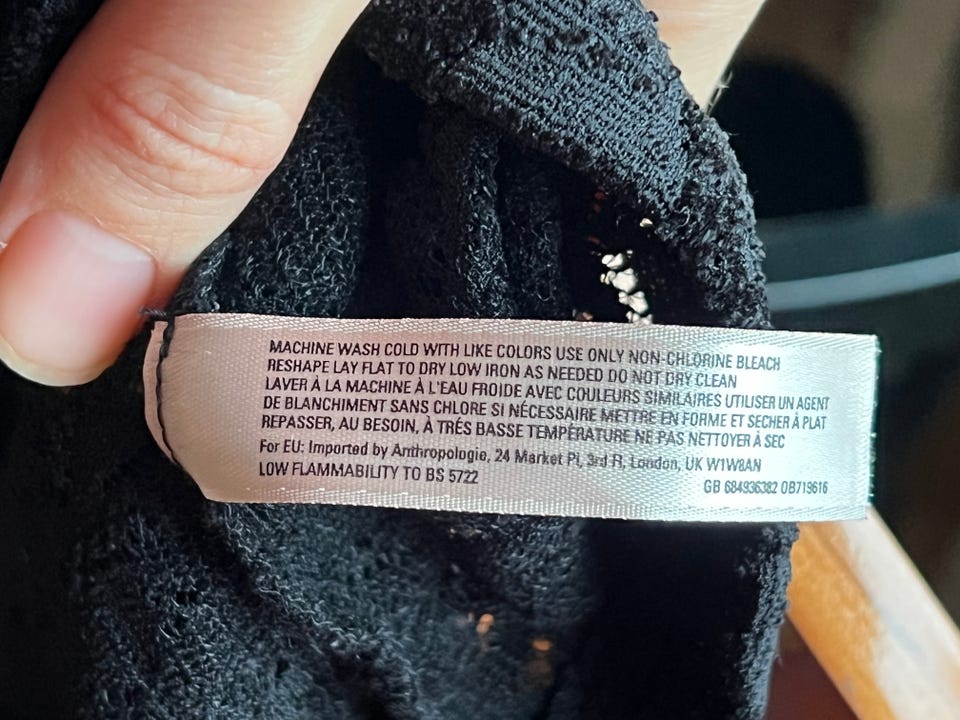 MACHINE WASH COLD WITH LIKE COLORS USE ONLY NON-CHLORINE BLEACH
RESHAPE LAY FLAT TO DRY LOW IRON AS NEEDED DO NOT DRY CLEAN
LAVER À LA MACHINE À L'EAU FROIDE AVEC COULEURS SIMILAIRES UTILISER UN AGENT
DE BLANCHIMENT SANS CHLORE SI NÉCESSAIRE METTRE EN FORME ET SECHER À PLAT
REPASSER, AU BESOIN, À TRÉS BASSE TEMPÉRATURE NE PAS NETTOYER À SEC
For EU: Imported by Anthropologie, 24 Market Pl, 3rd Fl, London, UK W1W8AN
LOW FLAMMABILITY TO BS 5722
GB 684936382 0B719616